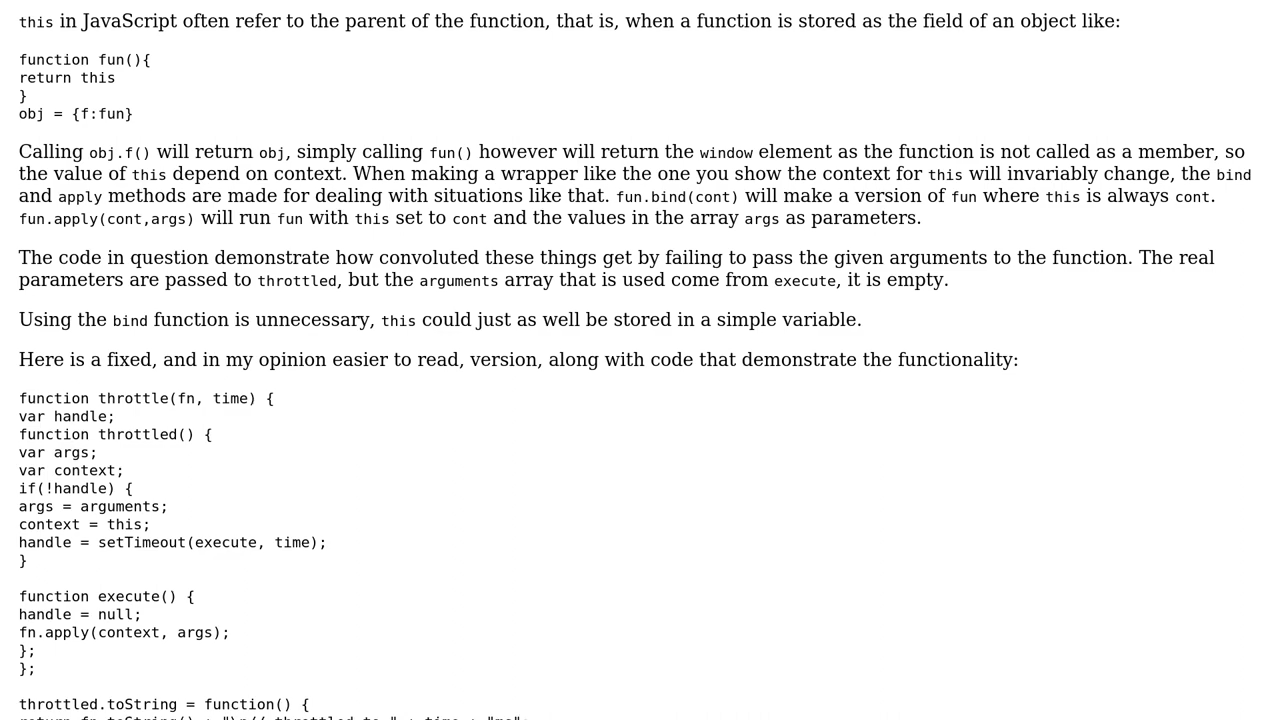 this in JavaScript often refer to the parent of the function, that is, when a function is stored as the field of an object like:
function fun(){
return this
}
obj = {f:fun}
Calling obj.f() will return obj, simply calling fun() however will return the window element as the function is not called as a member, so
the value of this depend on context. When making a wrapper like the one you show the context for this will invariably change, the bind
and apply methods are made for dealing with situations like that. fun.bind(cont) will make a version of fun where this is always cont.
fun.apply(cont,args) will run fun with this set to cont and the values in the array args as parameters.
The code in question demonstrate how convoluted these things get by failing to pass the given arguments to the function. The real
parameters are passed to throttled, but the arguments array that is used come from execute, it is empty.
Using the bind function is unnecessary, this could just as well be stored in a simple variable.
Here is a fixed, and in my opinion easier to read, version, along with code that demonstrate the functionality:
function throttle(fn, time) {
var handle;
function throttled() {
var args;
var context;
if(!handle) {
args = arguments;
context = this;
handle = setTimeout(execute, time);
}
function execute() {
handle = null;
fn.apply(context, args);
};
};
throttled.toString = function() {
return fn.toString() + "\n// throttled to " + time + "ms";